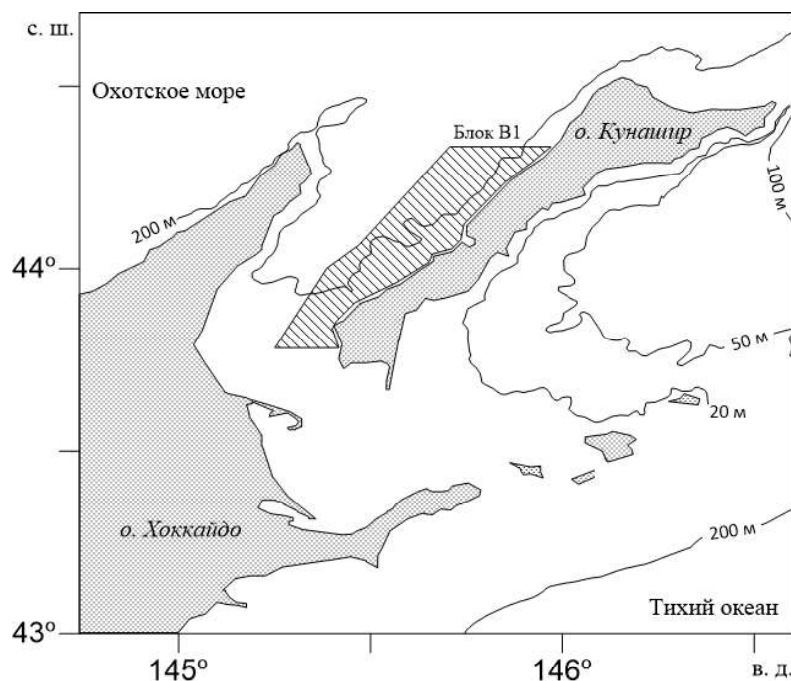 с. ш.
Охотское море
Блок В1
о. Кунашир
200 м
100 м
44°
50 м
20 м
о. Хоккайдо
200 м
Тихий океан
43°
145°
146°
в. д.